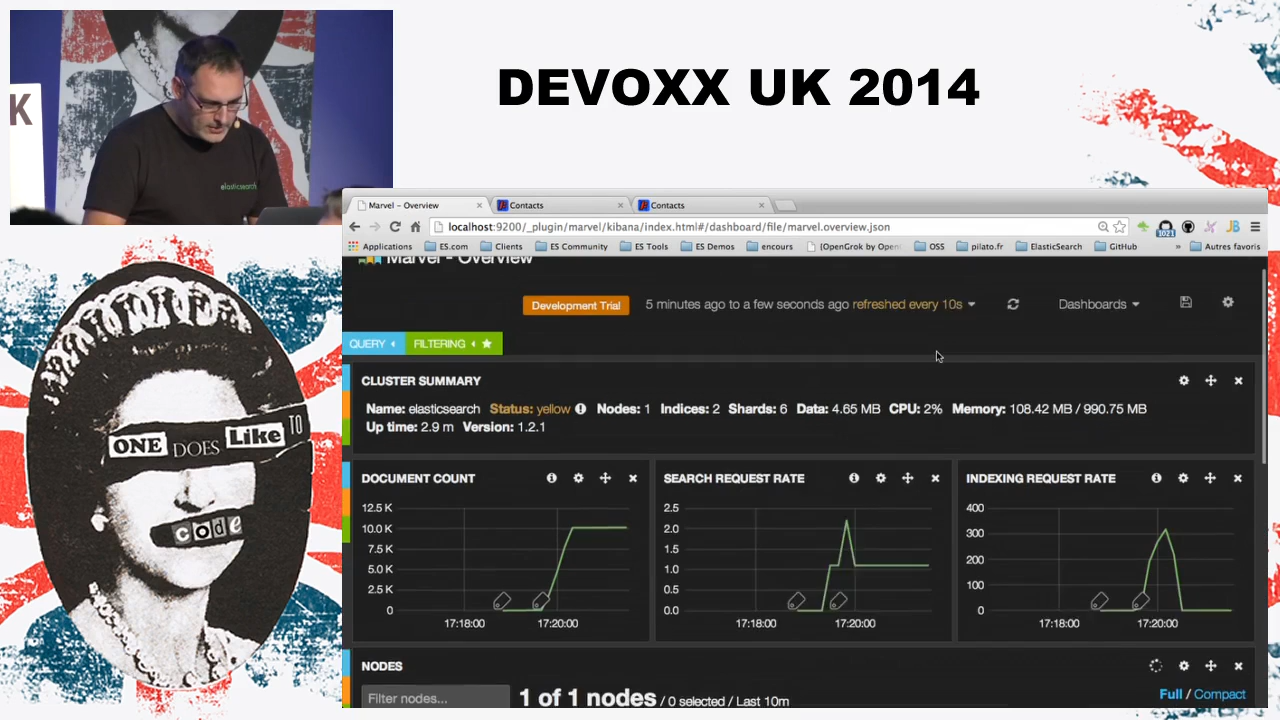 K
elasticsearch
DEVOXX UK 2014
ONE DOES Like TO
code
Marvel - Overview
Contacts
Contacts
localhost:9200/_plugin/marvel/kibana/index.html#/dashboard/file/marvel.overview.json
1021
JB
Applications ES.com Clients ES Community ES Tools ES Demos encours [OpenGrok by Open OSS pilato.fr ElasticSearch GitHub » Autres favoris
Marvel - Overview
Development Trial 5 minutes ago to a few seconds ago refreshed every 10s Dashboards
QUERY FILTERING
CLUSTER SUMMARY
Name: elasticsearch Status: yellow Nodes: 1 Indices: 2 Shards: 6 Data: 4.65 MB CPU: 2% Memory: 108.42 MB / 990.75 MB
Up time: 2.9 m Version: 1.2.1
DOCUMENT COUNT
12.5 K
10.0 K
7.5 K
5.0 K
2.5 K
0
17:18:00 17:20:00
SEARCH REQUEST RATE
2.5
2.0
1.5
1.0
0.5
0.0
17:18:00 17:20:00
INDEXING REQUEST RATE
400
300
200
100
0
17:18:00 17:20:00
NODES
Filter nodes... 1 of 1 nodes / 0 selected / Last 10m
Full / Compact